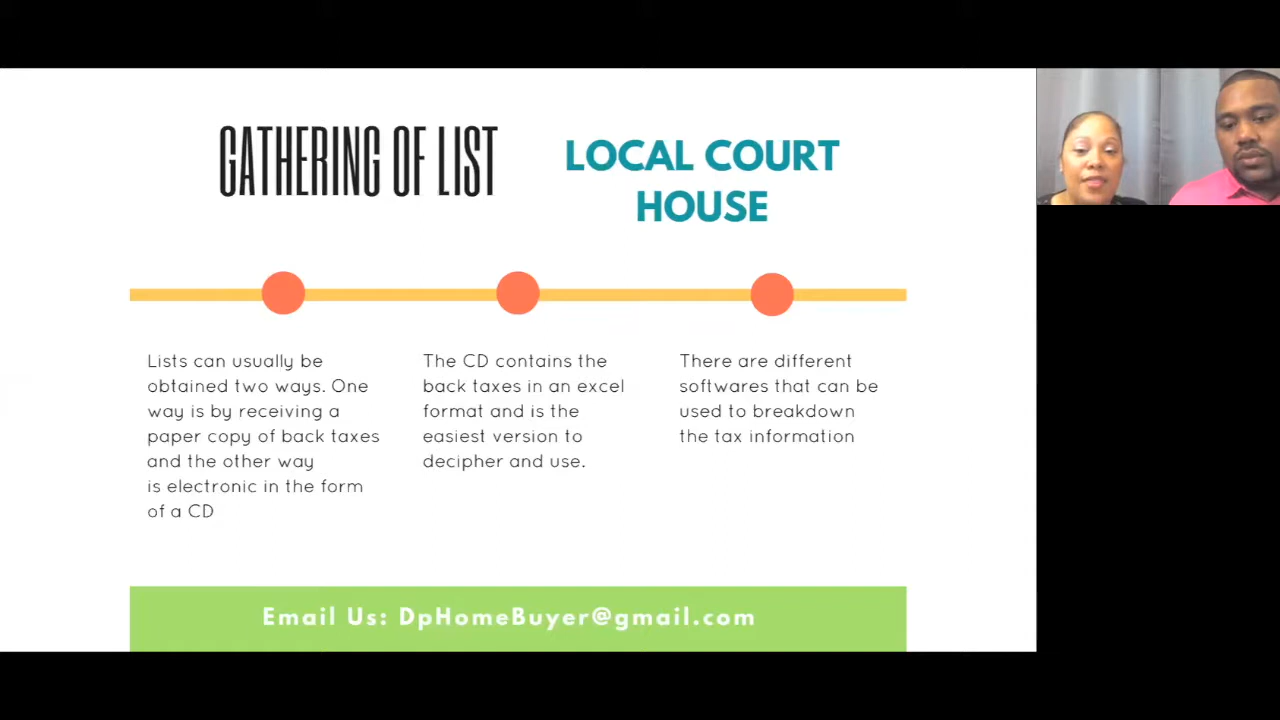 GATHERING OF LIST
LOCAL COURT
HOUSE
Lists can usually be
obtained two ways. One
way is by receiving a
paper copy of back taxes
and the other way
is electronic in the form
of a CD
The CD contains the
back taxes in an excel
format and is the
easiest version to
decipher and use.
There are different
softwares that can be
used to breakdown
the tax information
Email Us: DpHomeBuyer@gmail.com